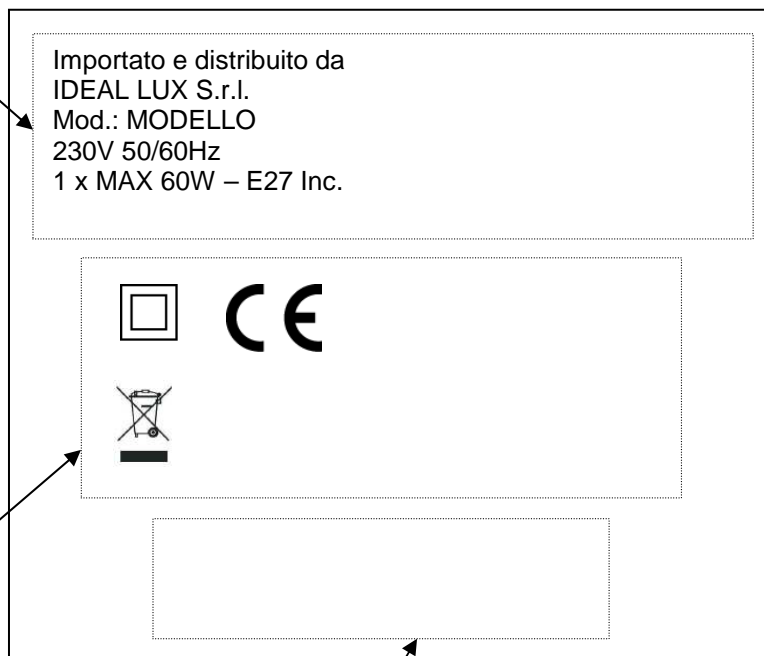 Importato e distribuito da
IDEAL LUX S.r.l.
Mod.: MODELLO
230V 50/60Hz
1 x MAX 60W – E27 Inc.
CE